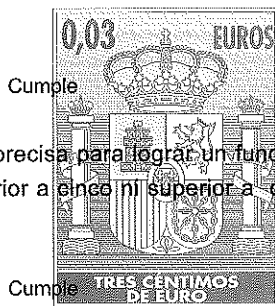 0,03 EUROS
Cumple
precisa para lograr un func
rior a cinco ni superior a c
Cumple
TRES CÉNTIMOS
DE EURO